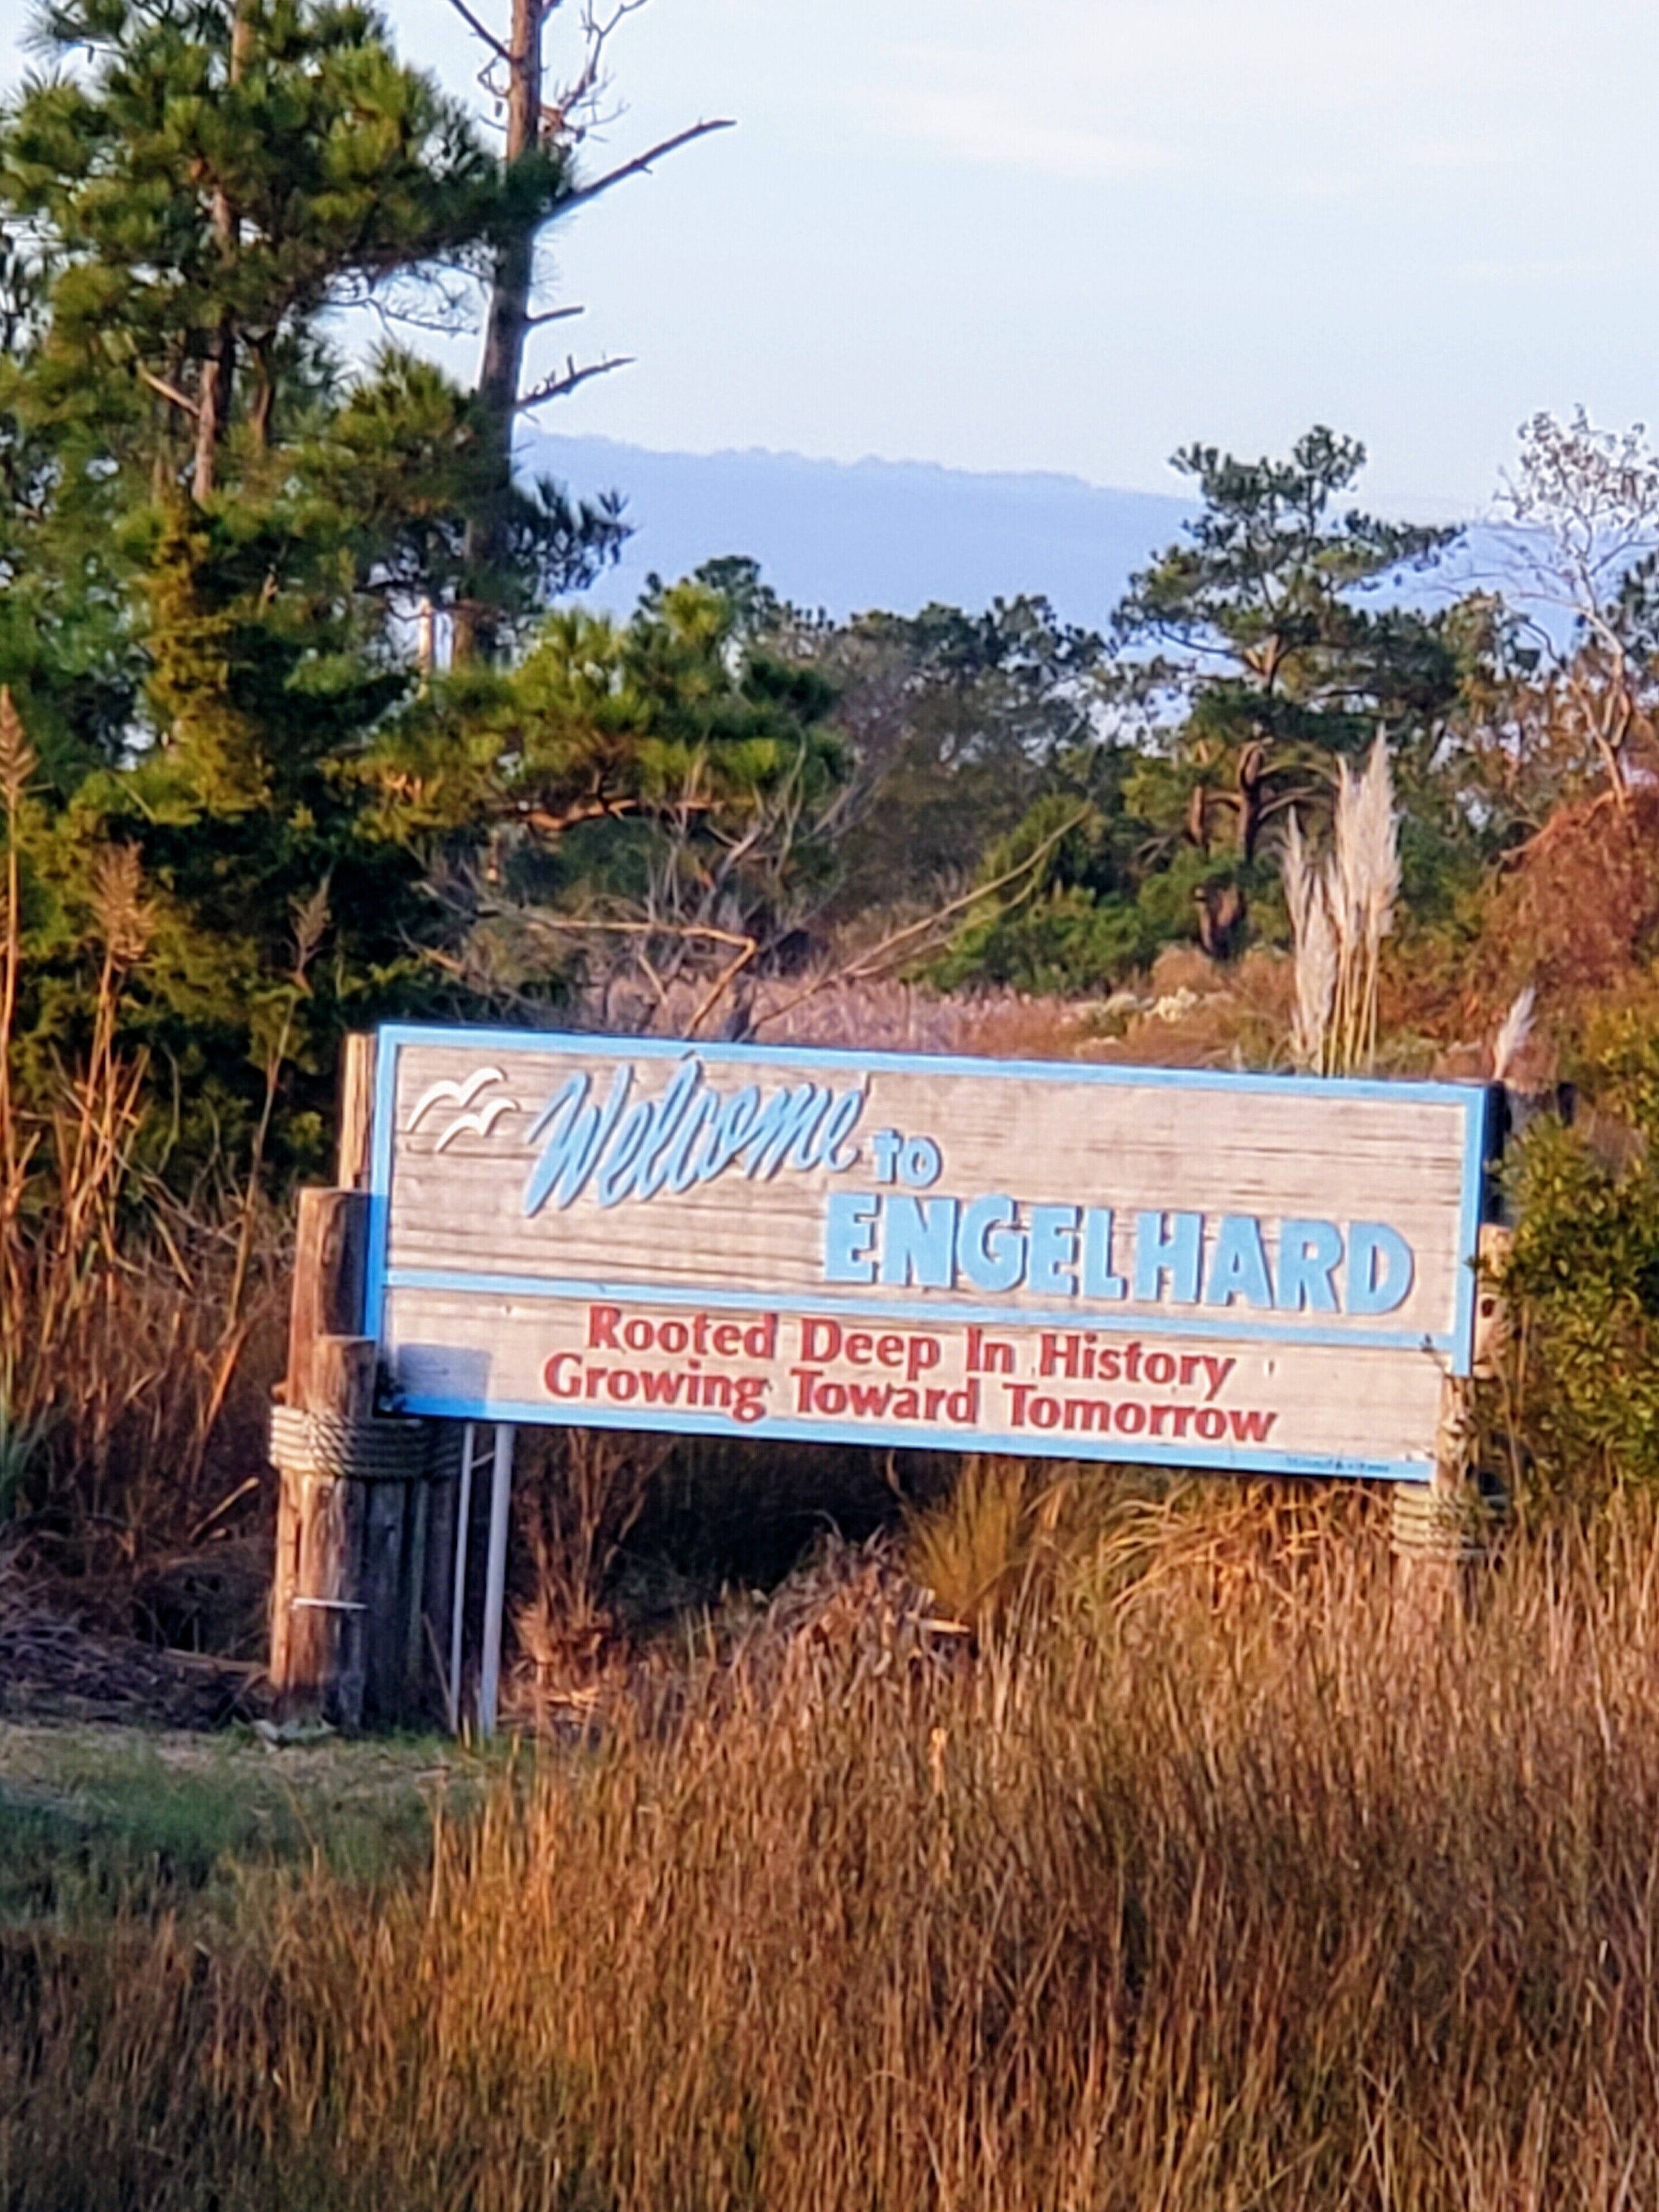 Welcome to
ENGELHARD
Rooted Deep In History
Growing Toward Tomorrow